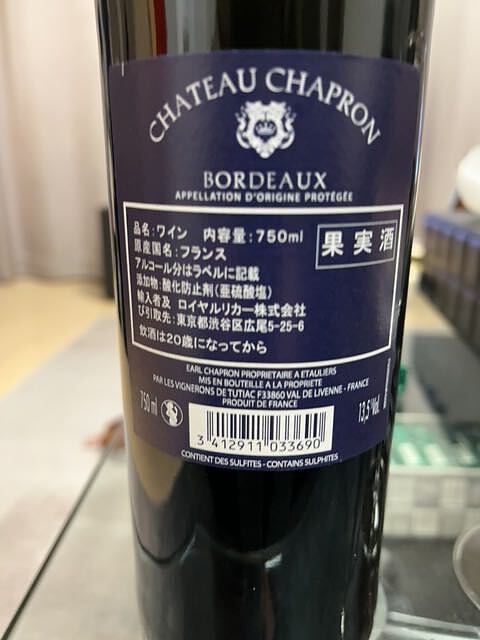 CHATEAU CHAPRON
BORDEAUX
APPELLATION D'ORIGINE PROTÉGÉE
品名:ワイン 内容量:750ml
原産国名:フランス
果実酒
アルコール分はラベルに記載
添加物:酸化防止剤(亜硫酸塩)
輸入者及 ロイヤルリカー株式会社
び引取先:東京都渋谷区広尾5-25-6
飲酒は20歳になってから
EARL CHAPRON PROPRIETAIRE A ETAULIERS
MIS EN BOUTEILLE A LA PROPRIETE
PAR LES VIGNERONS DE TUTIAC F33860 VAL DE LIVENNE - FRANCE
PRODUIT DE FRANCE
750 ml
13,5%Vol.
3 412911 033690
CONTIENT DES SULFITES - CONTAINS SULPHITES